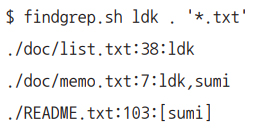 $ findgrep.sh ldk . '*.txt'
./doc/list.txt:38:ldk
./doc/memo.txt:7:ldk,sumi
./README.txt:103:[sumi]